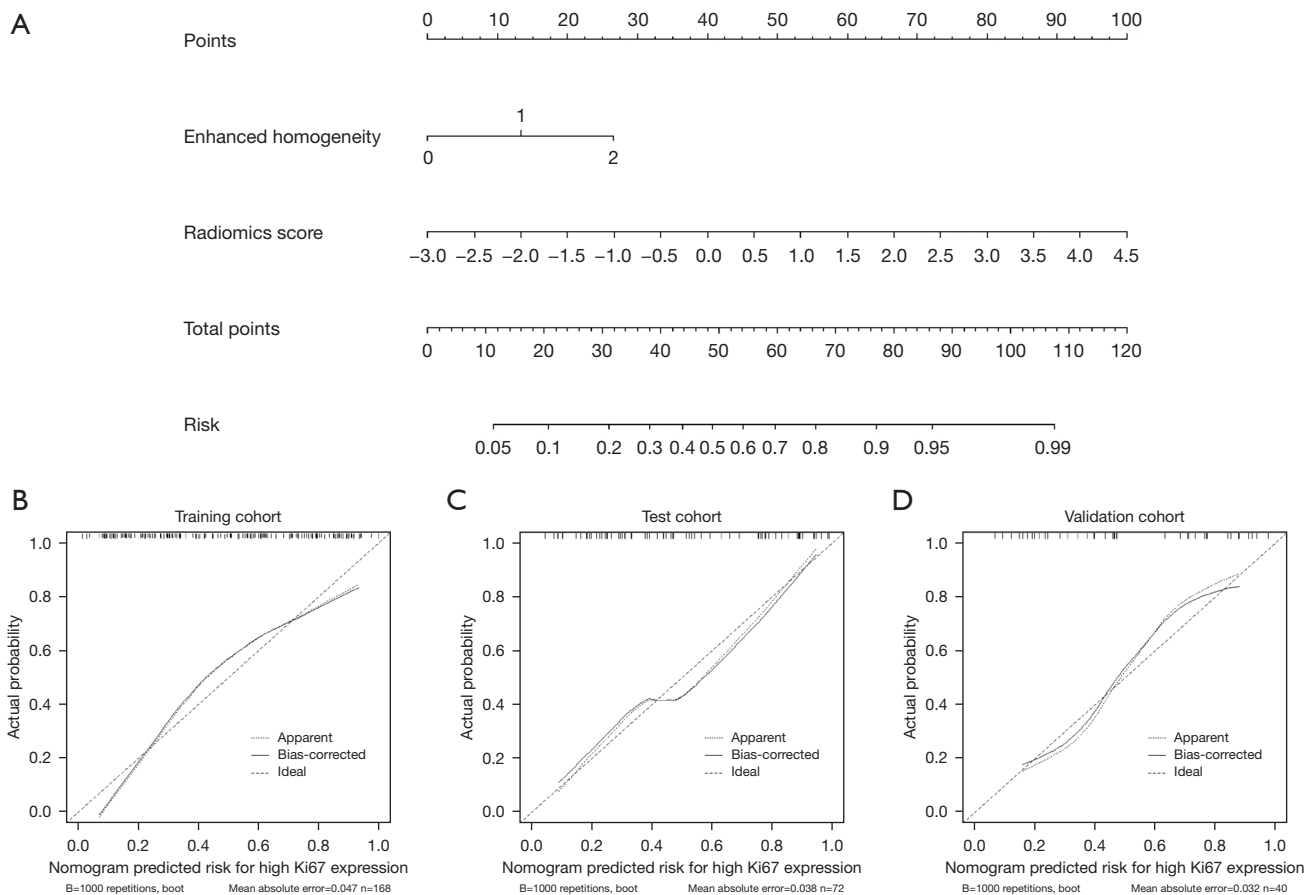 A
Points
0 10 20 30 40 50 60 70 80 90 100
Enhanced homogeneity
1
0 2
Radiomics score
−3.0 −2.5 −2.0 −1.5 −1.0 −0.5 0.0 0.5 1.0 1.5 2.0 2.5 3.0 3.5 4.0 4.5
Total points
0 10 20 30 40 50 60 70 80 90 100 110 120
Risk
0.05 0.1 0.2 0.3 0.4 0.5 0.6 0.7 0.8 0.9 0.95 0.99
B
Training cohort
Actual probability
1.0
0.8
0.6
0.4
0.2
0.0
Apparent
Bias-corrected
Ideal
0.0 0.2 0.4 0.6 0.8 1.0
Nomogram predicted risk for high Ki67 expression
B=1000 repetitions, boot Mean absolute error=0.047 n=168
C
Test cohort
Actual probability
1.0
0.8
0.6
0.4
0.2
0.0
Apparent
Bias-corrected
Ideal
0.0 0.2 0.4 0.6 0.8 1.0
Nomogram predicted risk for high Ki67 expression
B=1000 repetitions, boot Mean absolute error=0.038 n=72
D
Validation cohort
Actual probability
1.0
0.8
0.6
0.4
0.2
0.0
Apparent
Bias-corrected
Ideal
0.0 0.2 0.4 0.6 0.8 1.0
Nomogram predicted risk for high Ki67 expression
B=1000 repetitions, boot Mean absolute error=0.032 n=40